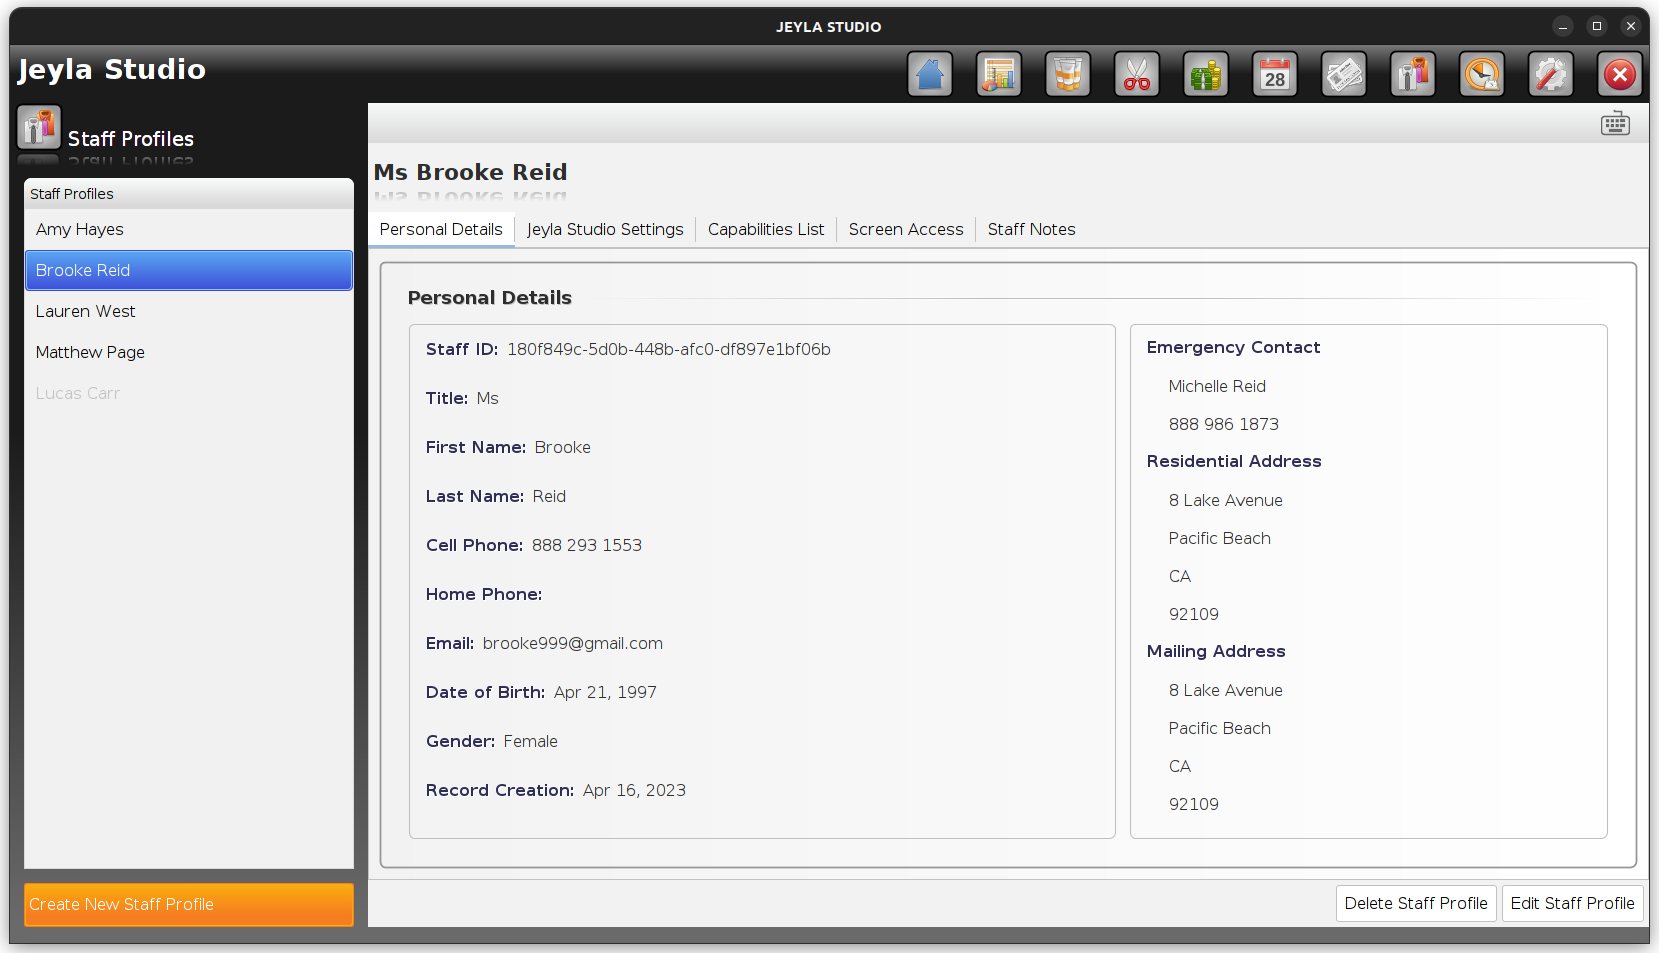 JEYLA STUDIO
Jeyla Studio
28
Staff Profiles
Staff Profiles
Amy Hayes
Brooke Reid
Lauren West
Matthew Page
Lucas Carr
Create New Staff Profile
Ms Brooke Reid
Personal Details
Jeyla Studio Settings
Capabilities List
Screen Access
Staff Notes
Personal Details
Staff ID: 180f849c-5d0b-448b-afc0-df897e1bf06b
Title: Ms
First Name: Brooke
Last Name: Reid
Cell Phone: 888 293 1553
Home Phone:
Email: brooke999@gmail.com
Date of Birth: Apr 21, 1997
Gender: Female
Record Creation: Apr 16, 2023
Emergency Contact
Michelle Reid
888 986 1873
Residential Address
8 Lake Avenue
Pacific Beach
CA
92109
Mailing Address
8 Lake Avenue
Pacific Beach
CA
92109
Delete Staff Profile
Edit Staff Profile